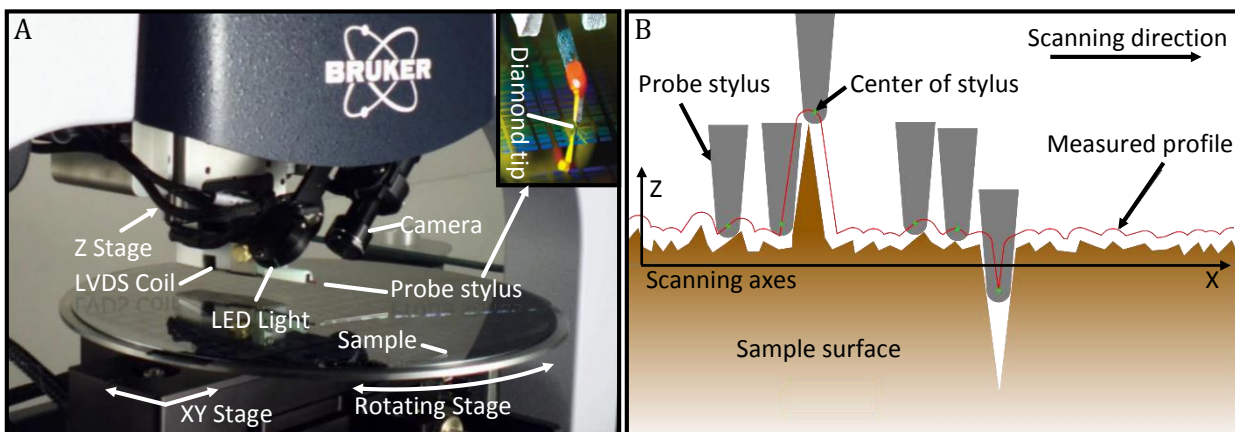 A
BRUKER
Diamond tip
Z Stage
LVDS Coil
LED Light
Camera
Probe stylus
Sample
XY Stage
Rotating Stage
B
Scanning direction
Probe stylus
Center of stylus
Measured profile
Z
X
Scanning axes
Sample surface